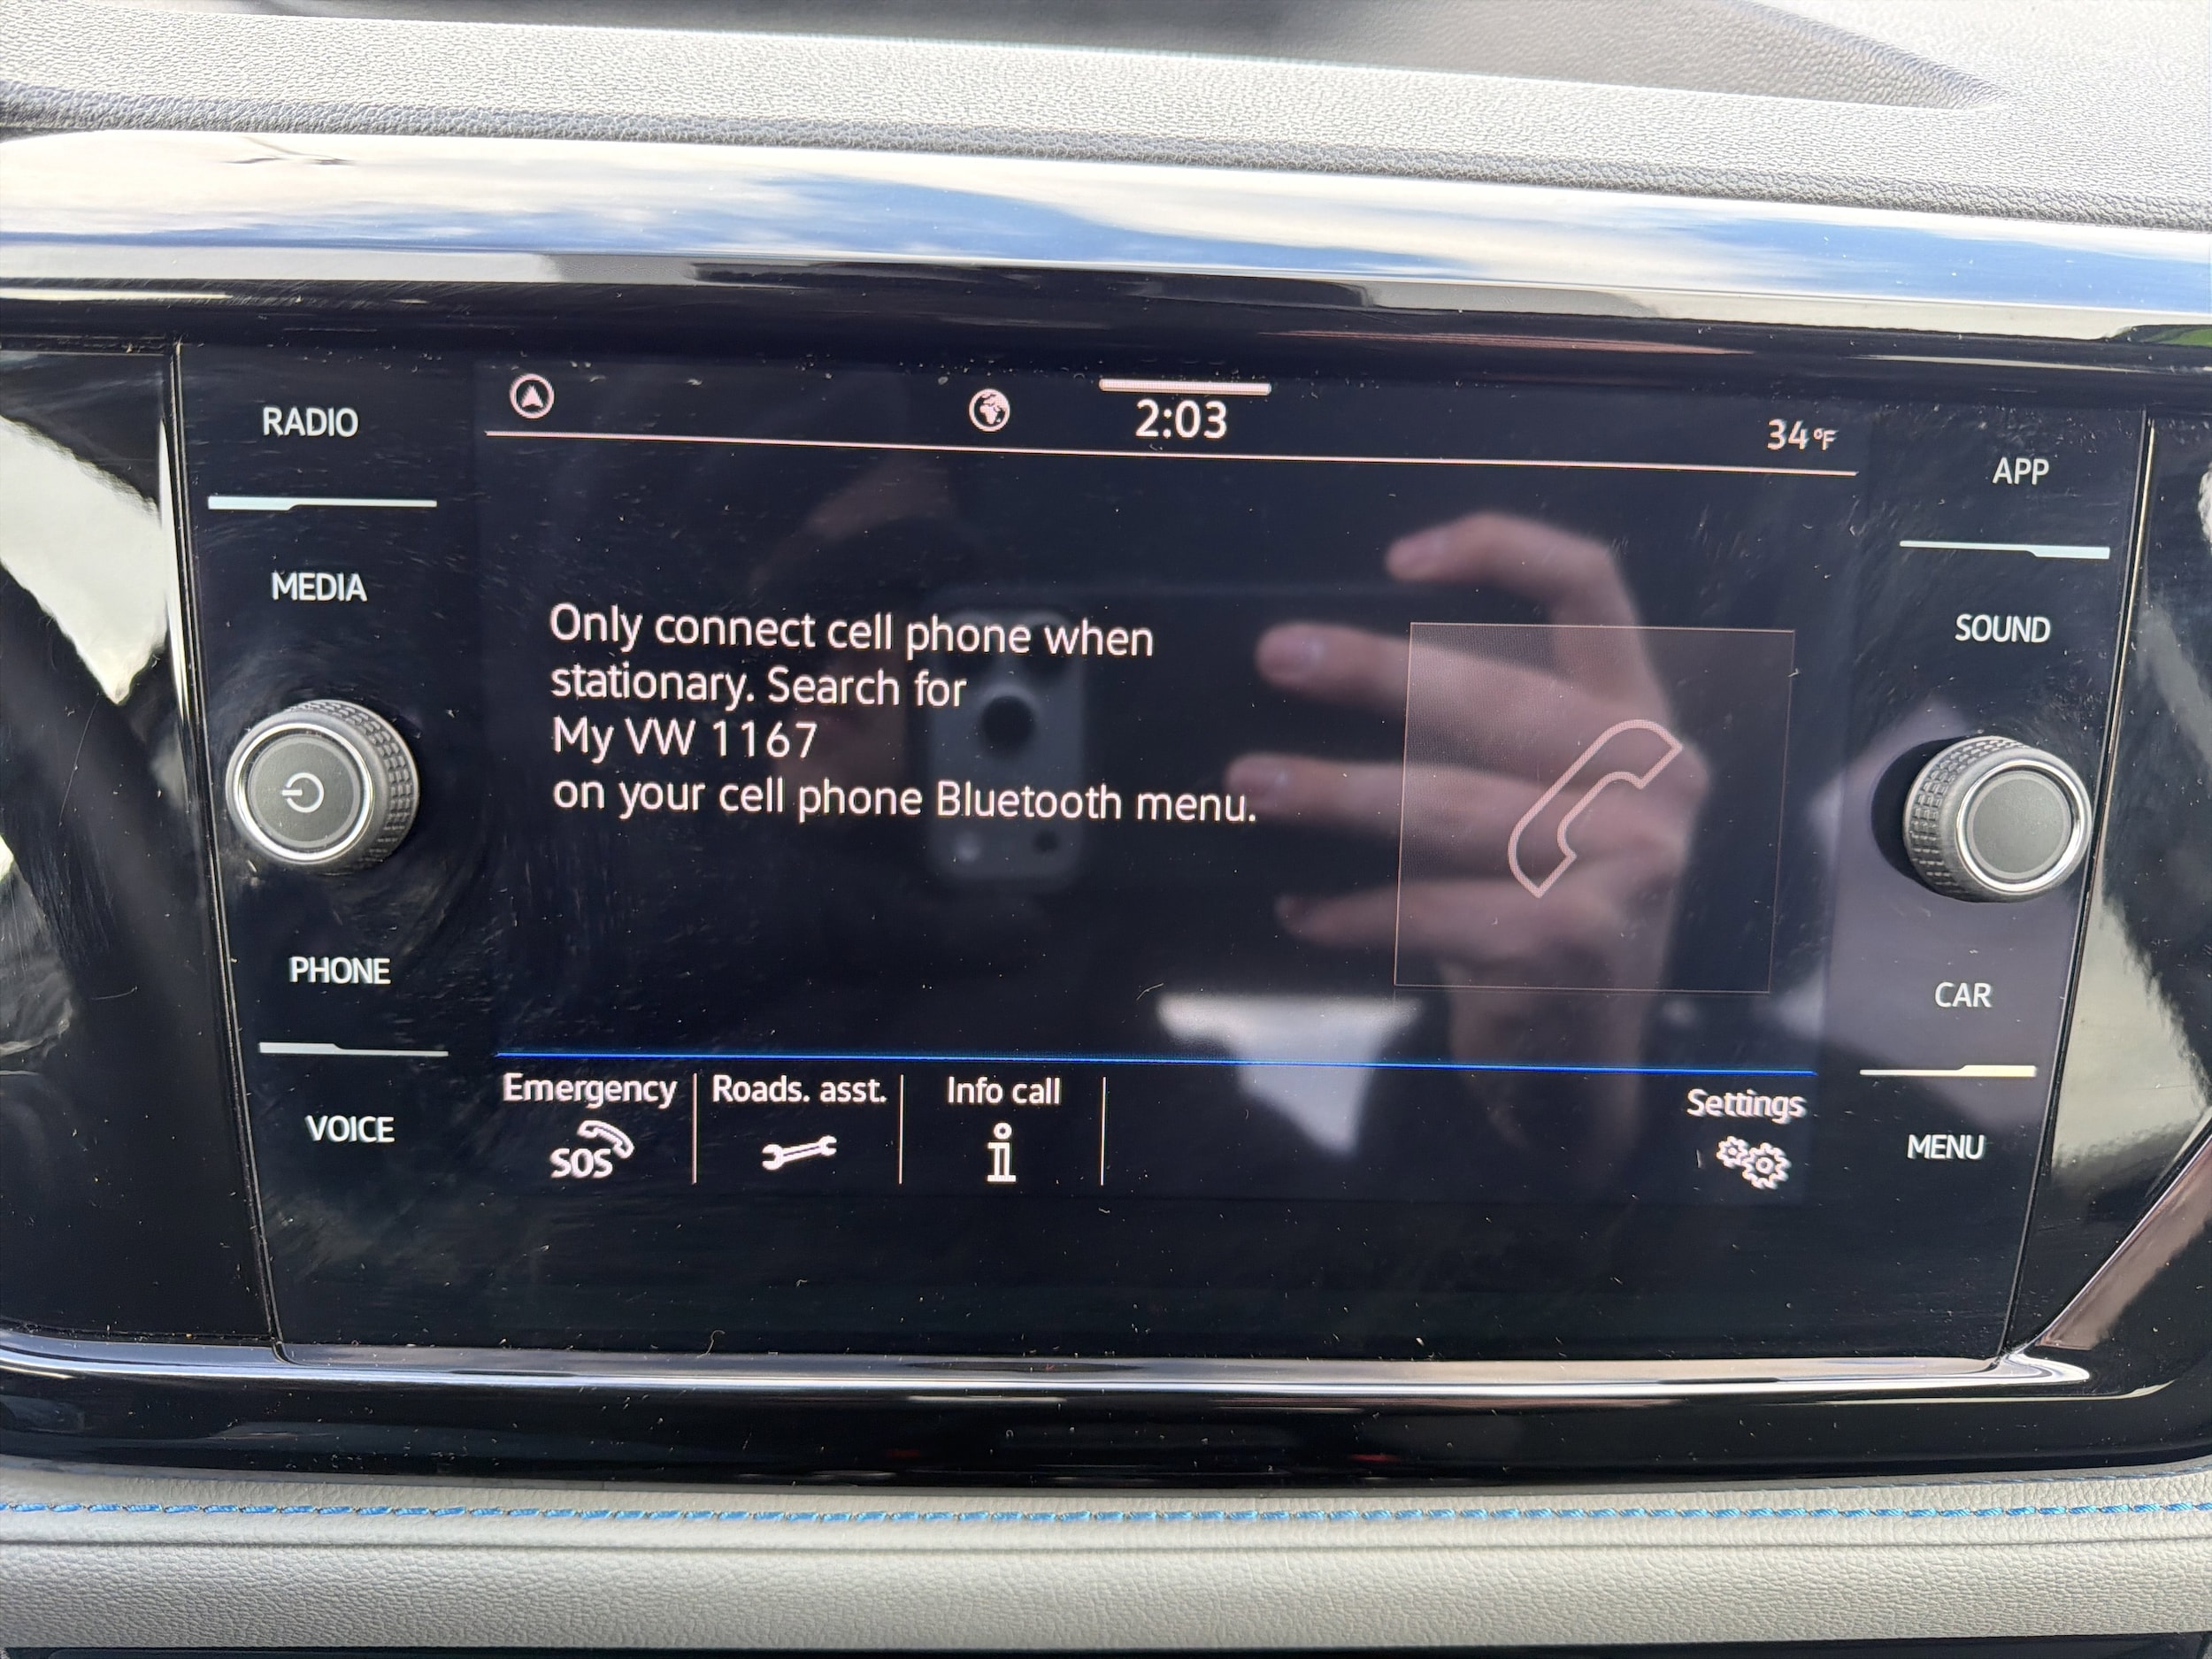 RADIO
MEDIA
PHONE
VOICE
2:03
34°F
Only connect cell phone when
stationary. Search for
My VW 1167
on your cell phone Bluetooth menu.
Emergency
SOS
Roads. asst.
Info call
i
Settings
APP
SOUND
CAR
MENU